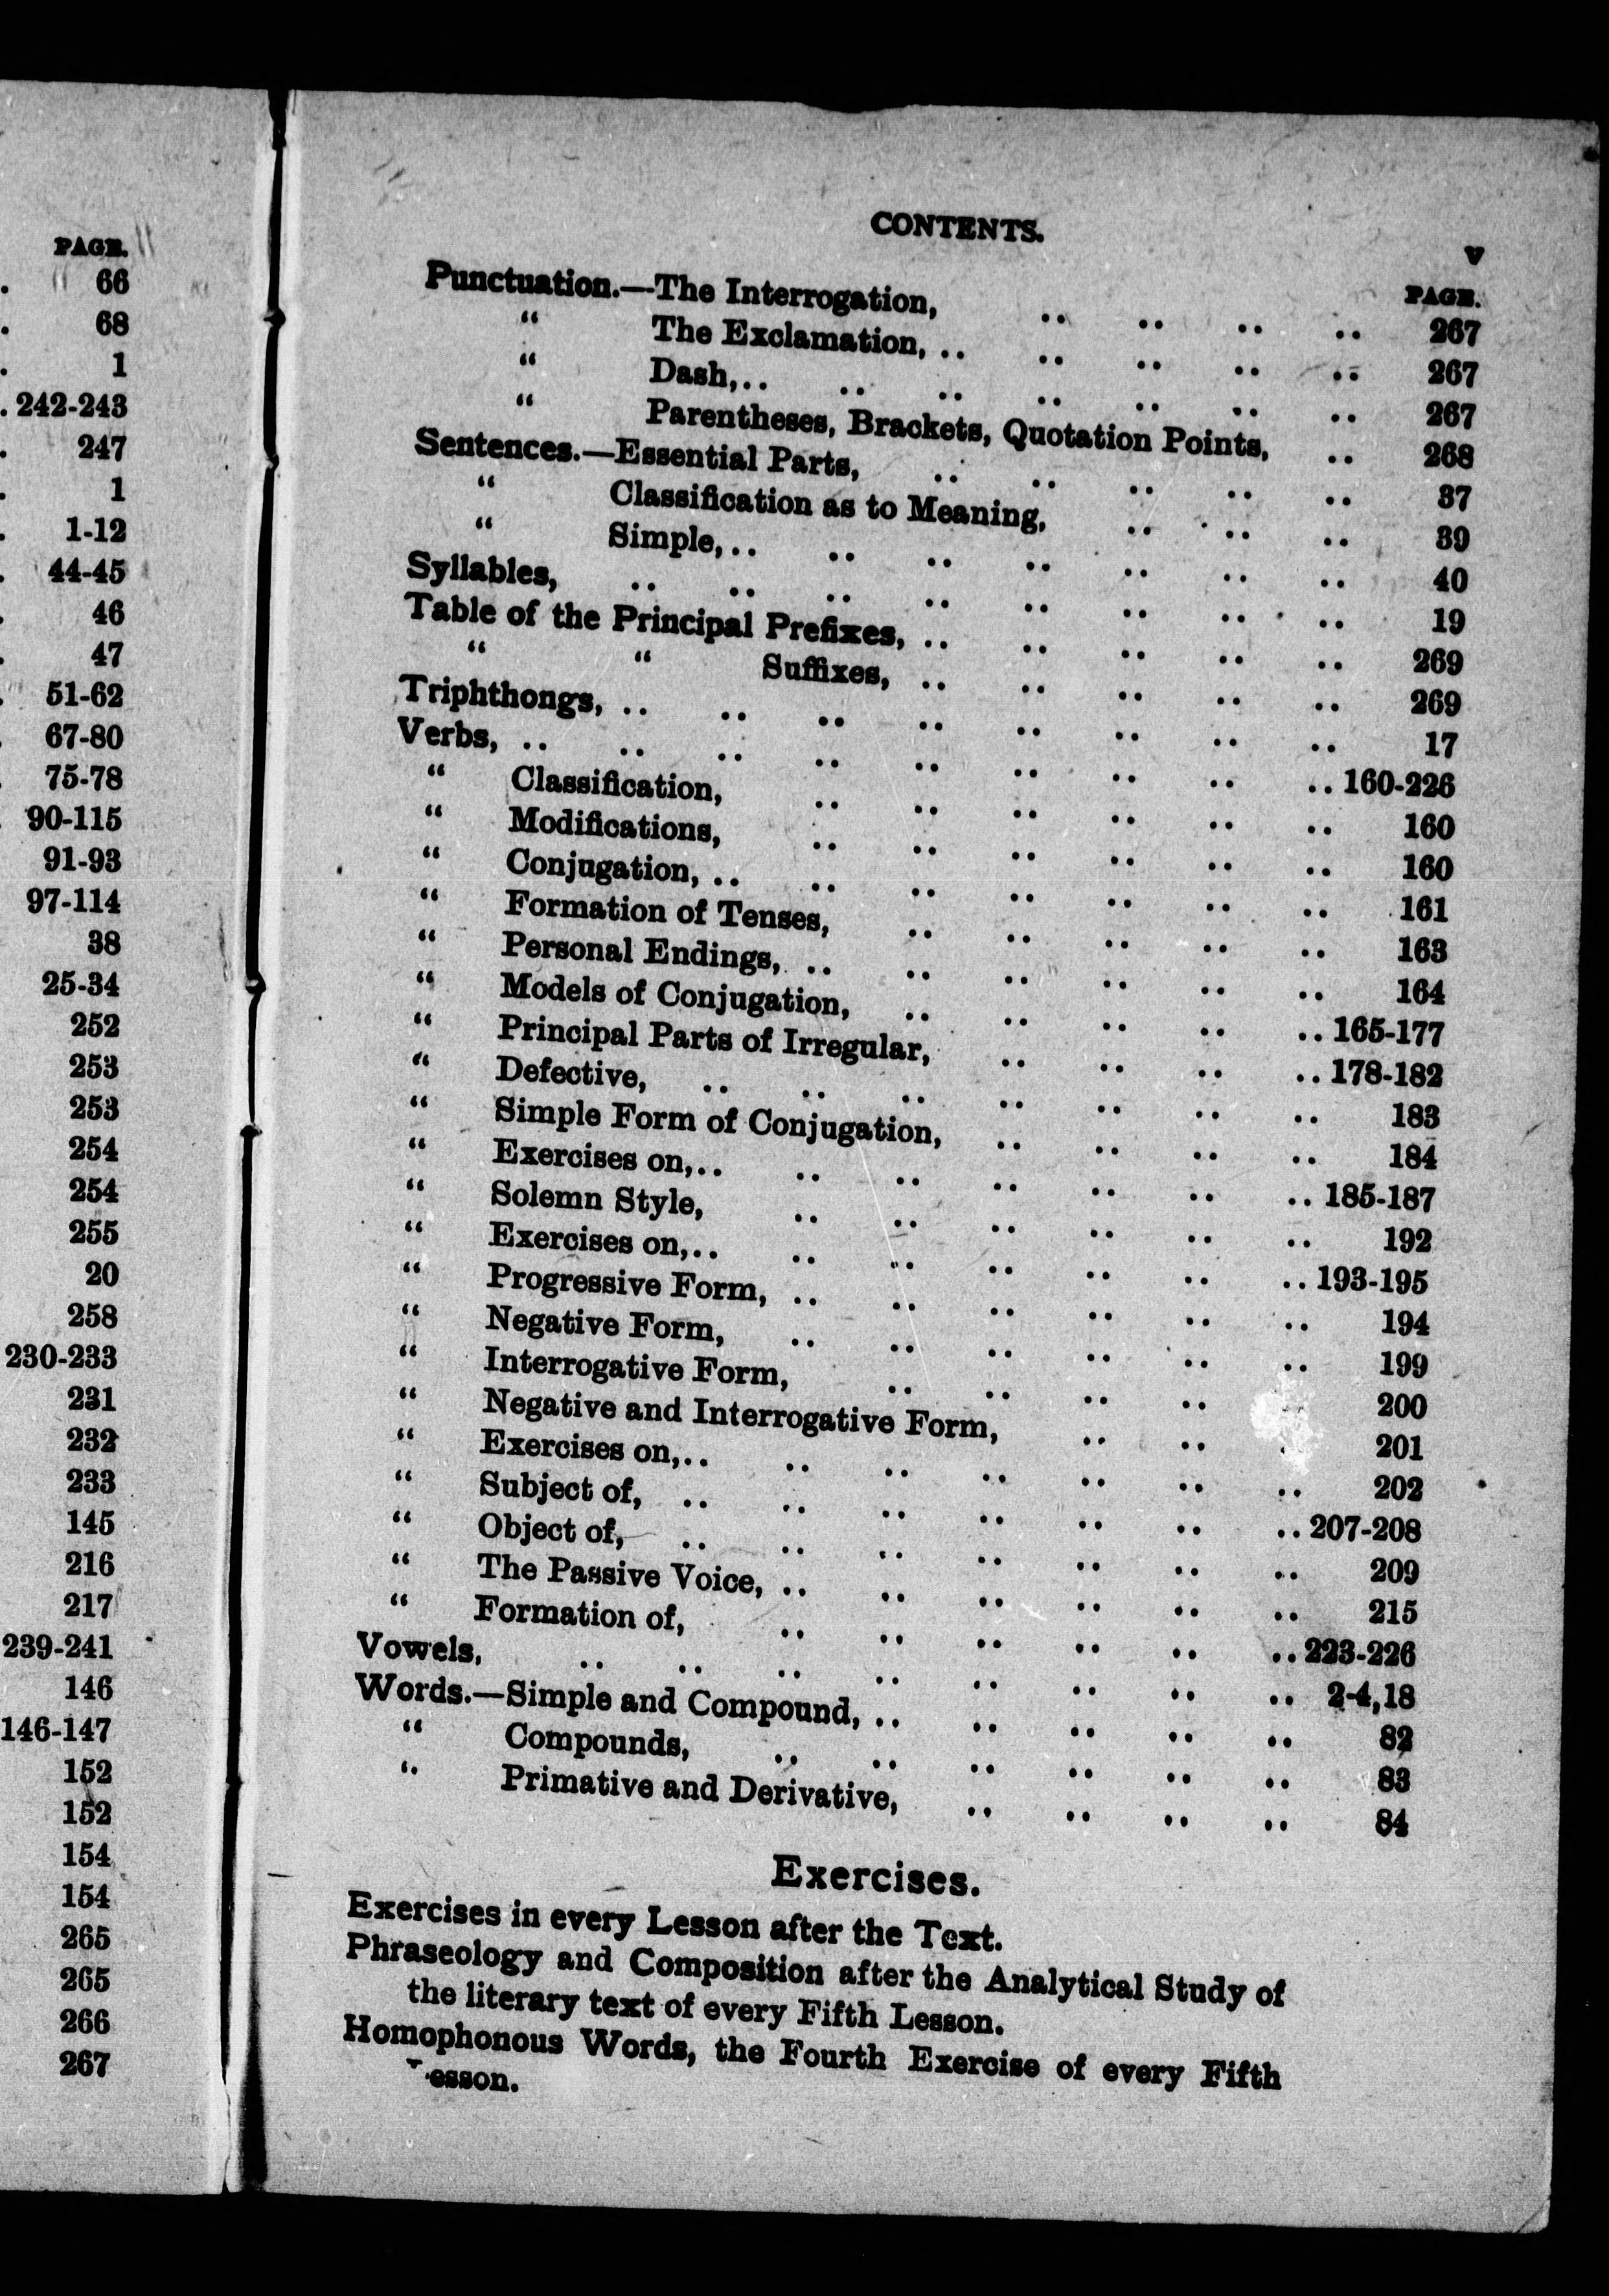 PAGE.
. 66
. 68
. 1
. 242-243
. 247
. 1
. 1-12
. 44-45
. 46
. 47
. 51-62
. 67-80
. 75-78
. 90-115
91-93
97-114
38
25-34
252
253
253
254
254
255
20
258
230-233
231
232
233
145
216
217
239-241
146
146-147
152
152
154
154
265
265
266
267
CONTENTS. v
PAGE.
Punctuation.—The Interrogation, .. .. .. .. 267
“ The Exclamation, .. .. .. .. .. 267
“ Dash,.. .. .. .. .. .. .. 267
“ Parentheses, Brackets, Quotation Points, .. 268
Sentences.—Essential Parts, .. .. .. .. .. 37
“ Classification as to Meaning, .. .. .. 39
“ Simple,.. .. .. .. .. .. .. 40
Syllables, .. .. .. .. .. .. .. .. 19
Table of the Principal Prefixes, .. .. .. .. .. 269
“ “ Suffixes, .. .. .. .. .. 269
Triphthongs, .. .. .. .. .. .. .. .. 17
Verbs, .. .. .. .. .. .. .. .. .. 160-226
“ Classification, .. .. .. .. .. .. 160
“ Modifications, .. .. .. .. .. .. 160
“ Conjugation, .. .. .. .. .. .. .. 161
“ Formation of Tenses, .. .. .. .. .. 163
“ Personal Endings, .. .. .. .. .. .. 164
“ Models of Conjugation, .. .. .. .. .. 165-177
“ Principal Parts of Irregular, .. .. .. .. 178-182
“ Defective, .. .. .. .. .. .. .. 183
“ Simple Form of Conjugation, .. .. .. .. 184
“ Exercises on,.. .. .. .. .. .. .. 185-187
“ Solemn Style, .. .. .. .. .. .. 192
“ Exercises on,.. .. .. .. .. .. .. 193-195
“ Progressive Form, .. .. .. .. .. .. 194
“ Negative Form, .. .. .. .. .. .. 199
“ Interrogative Form, .. .. .. .. 200
“ Negative and Interrogative Form, .. .. 201
“ Exercises on,.. .. .. .. .. .. .. 202
“ Subject of, .. .. .. .. .. .. .. 207-208
“ Object of, .. .. .. .. .. .. .. 209
“ The Passive Voice, .. .. .. .. .. .. 215
“ Formation of, .. .. .. .. .. .. 223-226
Vowels, .. .. .. .. .. .. .. .. 2-4,18
Words.—Simple and Compound, .. .. .. .. .. 82
“ Compounds, .. .. .. .. .. .. 83
“ Primative and Derivative, .. .. .. .. 84
Exercises.
Exercises in every Lesson after the Text.
Phraseology and Composition after the Analytical Study of
the literary text of every Fifth Lesson.
Homophonous Words, the Fourth Exercise of every Fifth
Lesson.